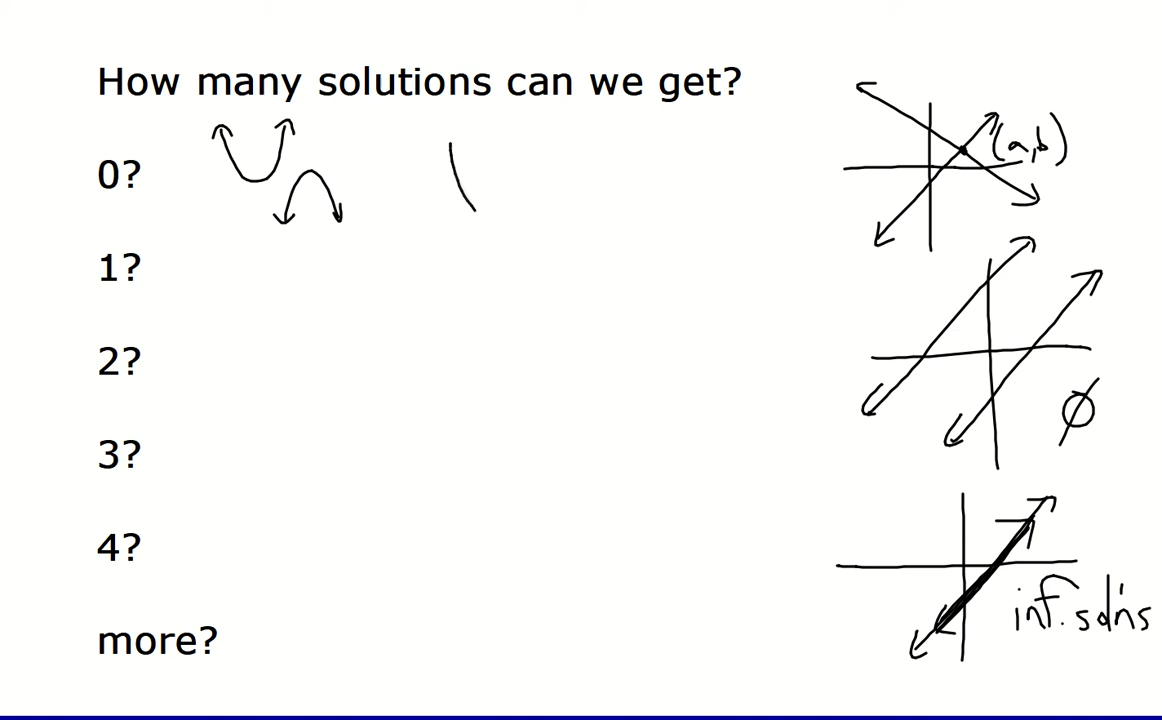 How many solutions can we get?
0?
1?
2?
3?
4?
more?
(a,b)
∅
inf. sol'ns